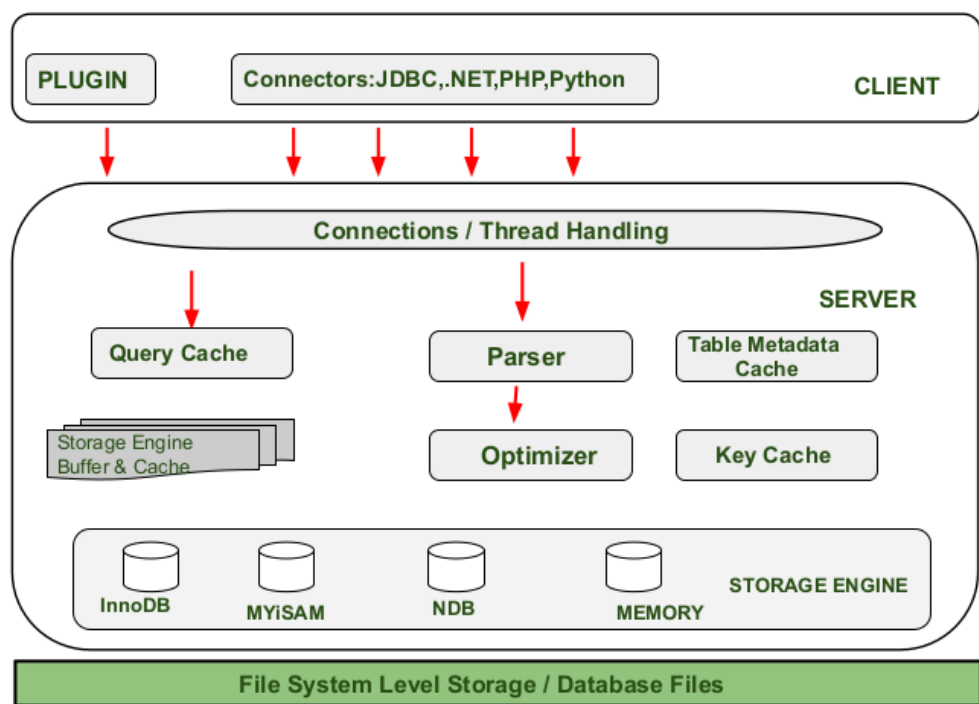 PLUGIN
Connectors:JDBC,.NET,PHP,Python
CLIENT
Connections / Thread Handling
SERVER
Query Cache
Parser
Table Metadata
Cache
Storage Engine
Buffer & Cache
Optimizer
Key Cache
InnoDB
MYiSAM
NDB
MEMORY
STORAGE ENGINE
File System Level Storage / Database Files